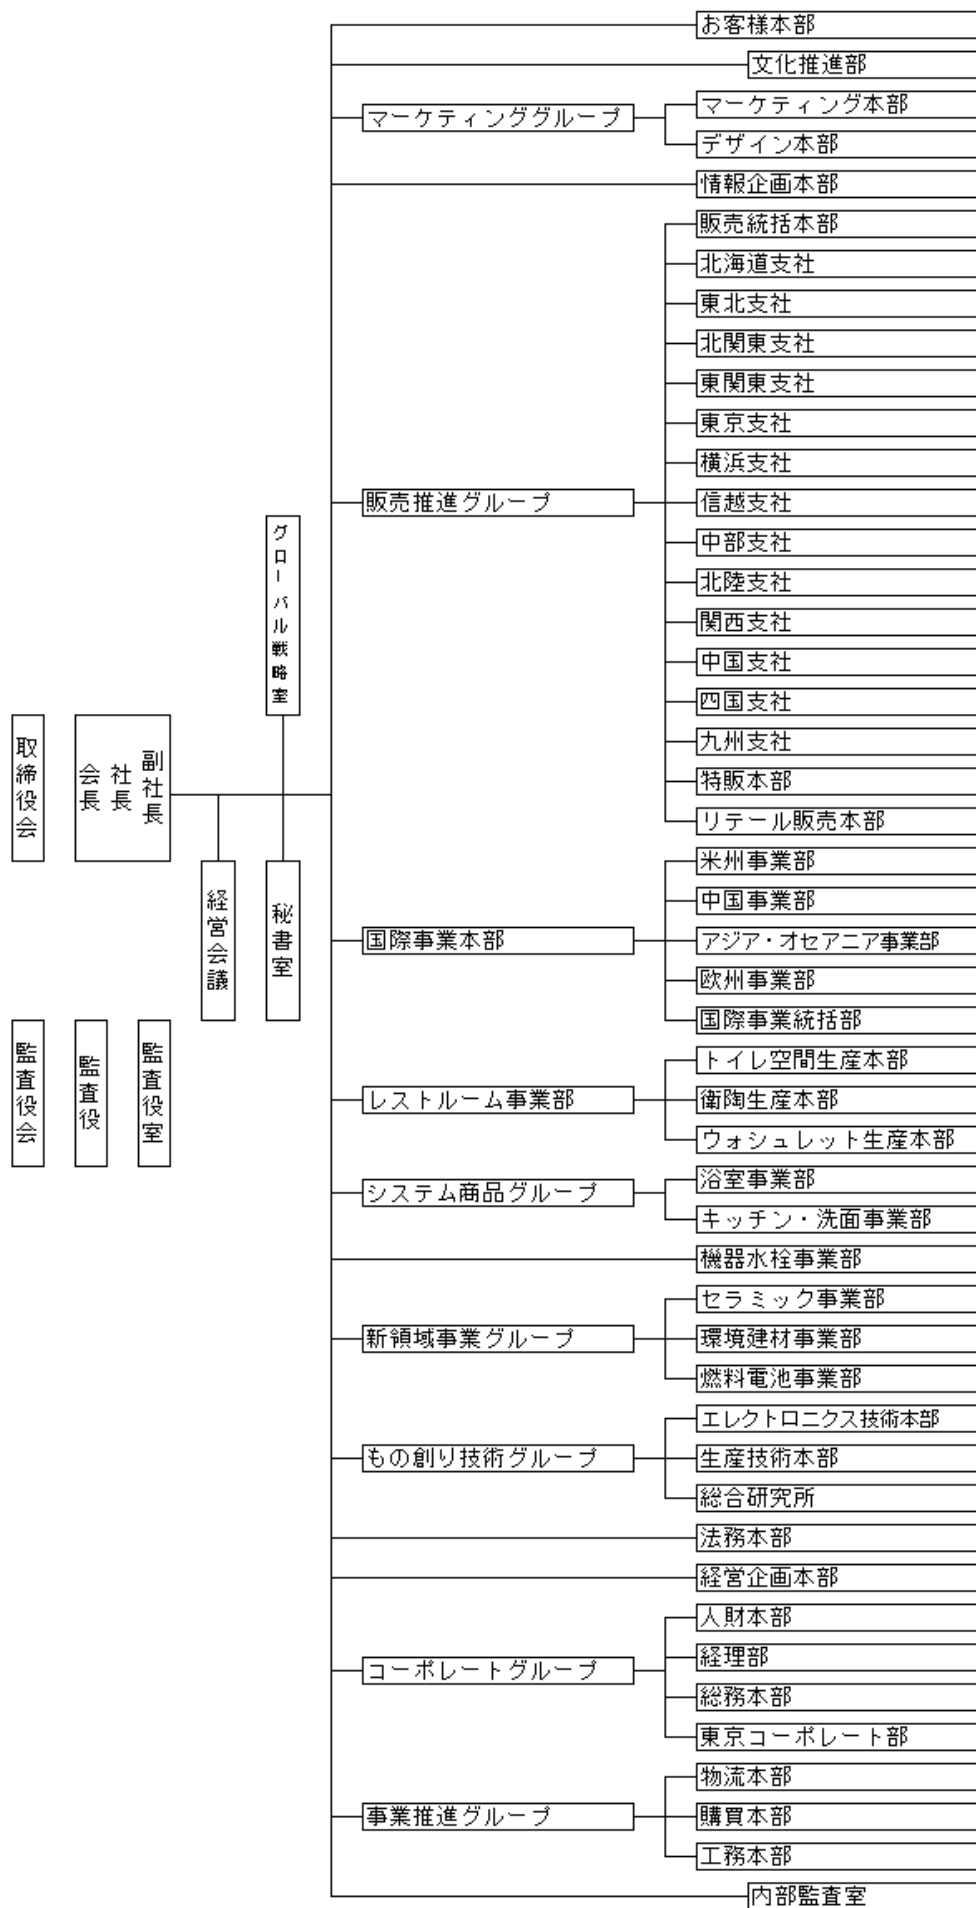 取締役会
会長
社長
副社長
監査役会
監査役
監査役室
経営会議
グローバル戦略室
秘書室
お客様本部
文化推進部
マーケティンググループ
マーケティング本部
デザイン本部
情報企画本部
販売推進グループ
販売統括本部
北海道支社
東北支社
北関東支社
東関東支社
東京支社
横浜支社
信越支社
中部支社
北陸支社
関西支社
中国支社
四国支社
九州支社
特販本部
リテール販売本部
国際事業本部
米州事業部
中国事業部
アジア・オセアニア事業部
欧州事業部
国際事業統括部
レストルーム事業部
トイレ空間生産本部
衛陶生産本部
ウォシュレット生産本部
システム商品グループ
浴室事業部
キッチン・洗面事業部
機器水栓事業部
新領域事業グループ
セラミック事業部
環境建材事業部
燃料電池事業部
もの創り技術グループ
エレクトロニクス技術本部
生産技術本部
総合研究所
法務本部
経営企画本部
コーポレートグループ
人財本部
経理部
総務本部
東京コーポレート部
事業推進グループ
物流本部
購買本部
工務本部
内部監査室